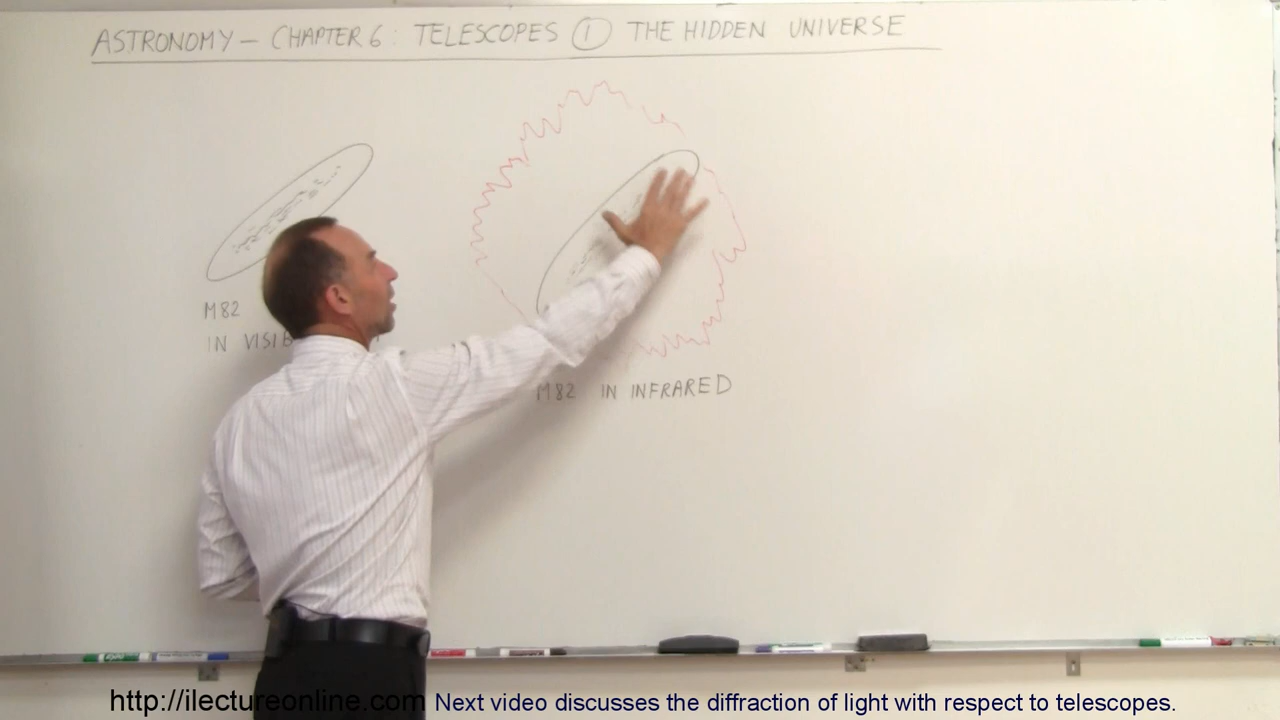 ASTRONOMY — CHAPTER 6 : TELESCOPES ① THE HIDDEN UNIVERSE
M82
IN
M82 IN INFRARED
http://ilectureonline.com Next video discusses the diffraction of light with respect to telescopes.